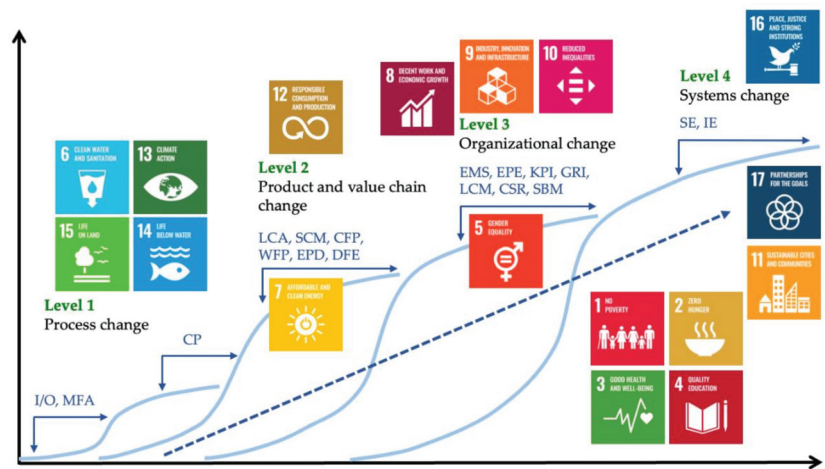 16 PEACE, JUSTICE
AND STRONG
INSTITUTIONS
9 INDUSTRY, INNOVATION
AND INFRASTRUCTURE
10 REDUCED
INEQUALITIES
8 DECENT WORK AND
ECONOMIC GROWTH
Level 4
Systems change
12 RESPONSIBLE
CONSUMPTION
AND PRODUCTION
Level 3
Organizational change
SE, IE
6 CLEAN WATER
AND SANITATION
13 CLIMATE
ACTION
Level 2
Product and value chain
change
EMS, EPE, KPI, GRI,
LCM, CSR, SBM
17 PARTNERSHIPS
FOR THE GOALS
15 LIFE
ON LAND
14 LIFE
BELOW WATER
LCA, SCM, CFP,
WFP, EPD, DFE
5 GENDER
EQUALITY
11 SUSTAINABLE CITIES
AND COMMUNITIES
7 AFFORDABLE AND
CLEAN ENERGY
Level 1
Process change
1 NO
POVERTY
2 ZERO
HUNGER
CP
I/O, MFA
3 GOOD HEALTH
AND WELL-BEING
4 QUALITY
EDUCATION